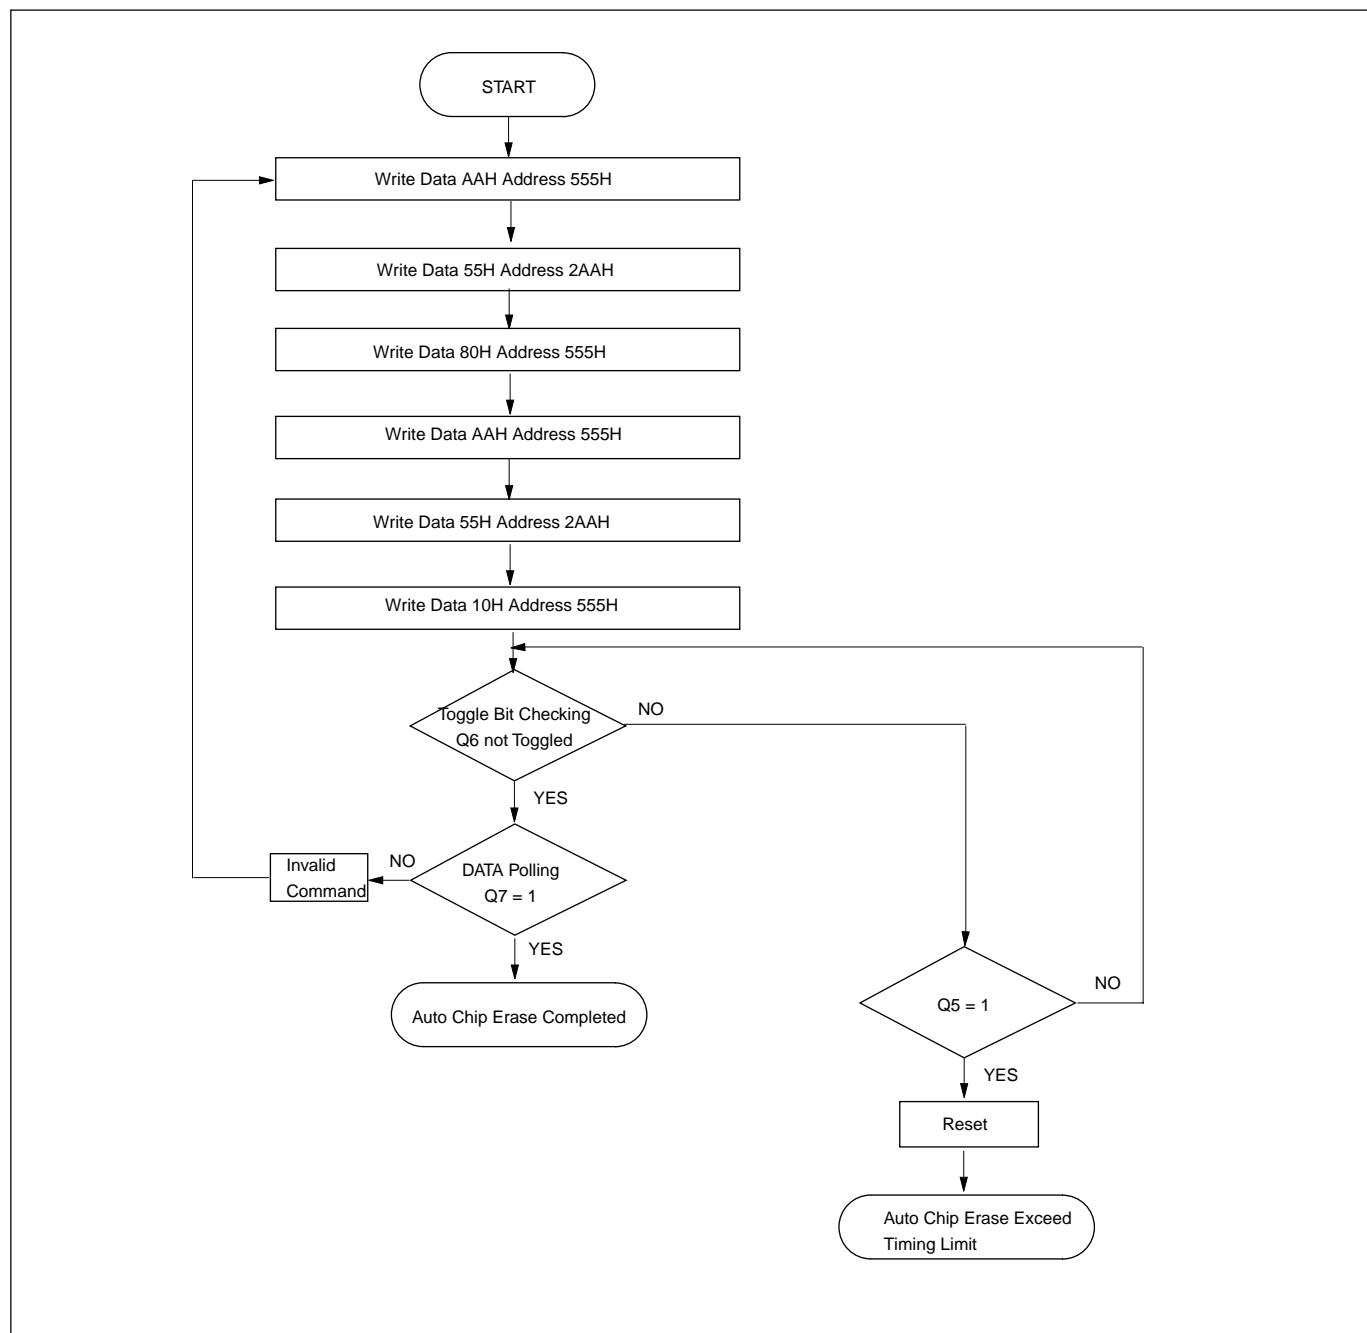 START
Write Data AAH Address 555H
Write Data 55H Address 2AAH
Write Data 80H Address 555H
Write Data AAH Address 555H
Write Data 55H Address 2AAH
Write Data 10H Address 555H
Toggle Bit Checking
Q6 not Toggled
NO
YES
Invalid
Command
NO
DATA Polling
Q7 = 1
YES
Auto Chip Erase Completed
Q5 = 1
NO
YES
Reset
Auto Chip Erase Exceed
Timing Limit